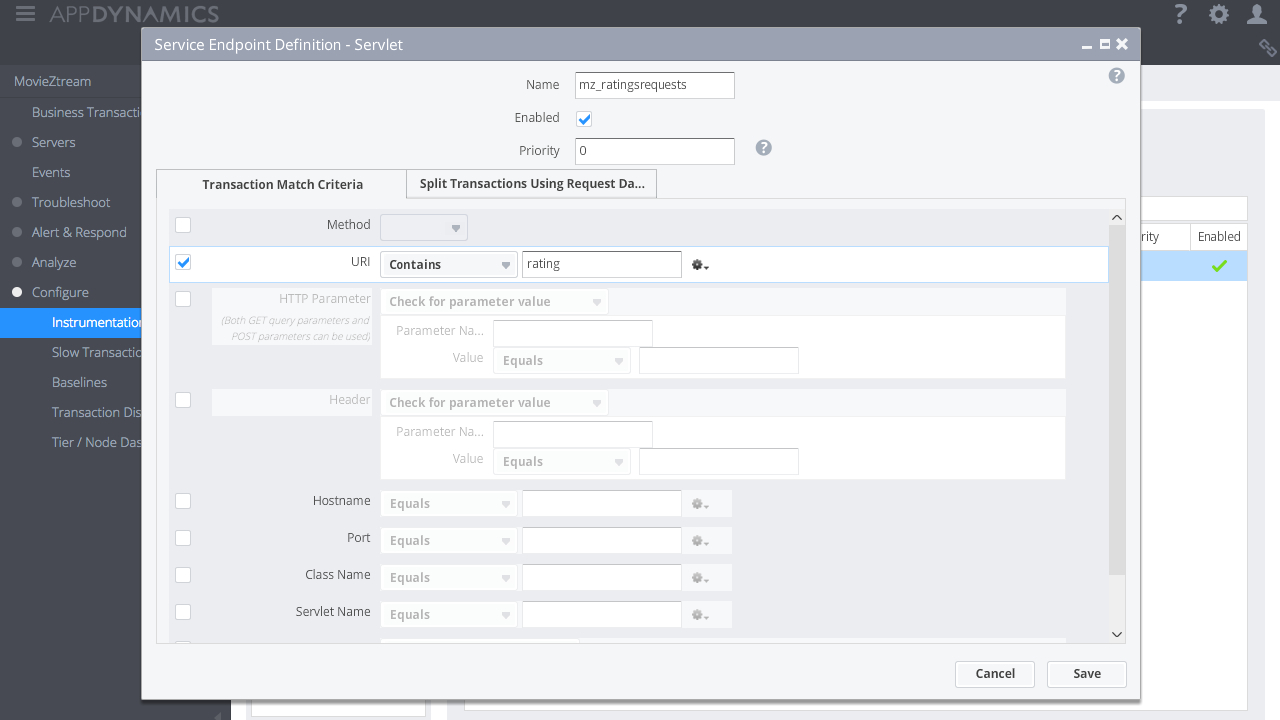 APPDYNAMICS
Service Endpoint Definition - Servlet
MovieZtream
Business Transacti
Servers
Events
Troubleshoot
Alert & Respond
Analyze
Configure
Instrumentation
Slow Transactio
Baselines
Transaction Dis
Tier / Node Das
Name mz_ratingsrequests
Enabled
Priority 0
Transaction Match Criteria
Split Transactions Using Request Da...
Method
URI Contains rating
HTTP Parameter Check for parameter value
(Both GET query parameters and
POST parameters can be used)
Parameter Na...
Value Equals
Header Check for parameter value
Parameter Na...
Value Equals
Hostname Equals
Port Equals
Class Name Equals
Servlet Name Equals
Cancel Save
rity Enabled